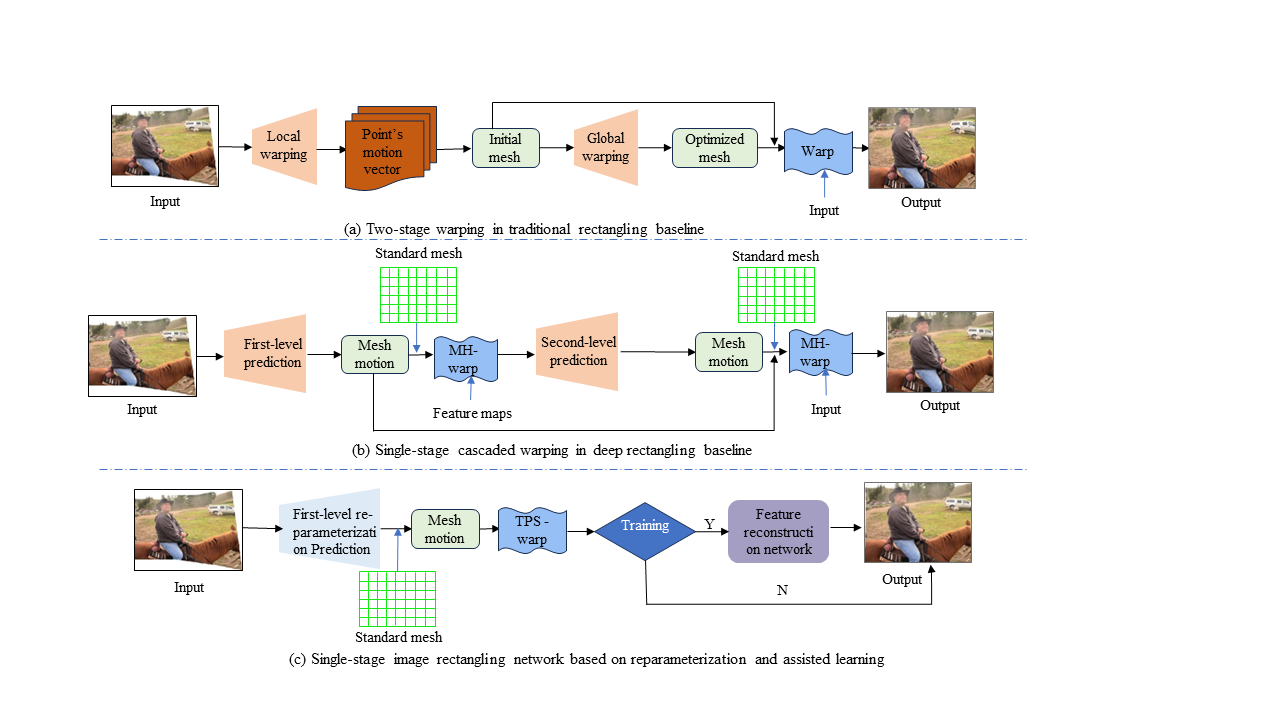 Local
warping
Point's
motion
vector
Initial
mesh
Global
warping
Optimized
mesh
Warp
Input
Input
Output
(a) Two-stage warping in traditional rectangling baseline
Standard mesh
Standard mesh
First-level
prediction
Mesh
motion
MH-
warp
Second-level
prediction
Mesh
motion
MH-
warp
Input
Feature maps
Input
Output
(b) Single-stage cascaded warping in deep rectangling baseline
First-level re-
parameterizati
on Prediction
Mesh
motion
TPS -
warp
Training
Y
Feature
reconstructi
on network
Input
Output
N
Standard mesh
(c) Single-stage image rectangling network based on reparameterization and assisted learning